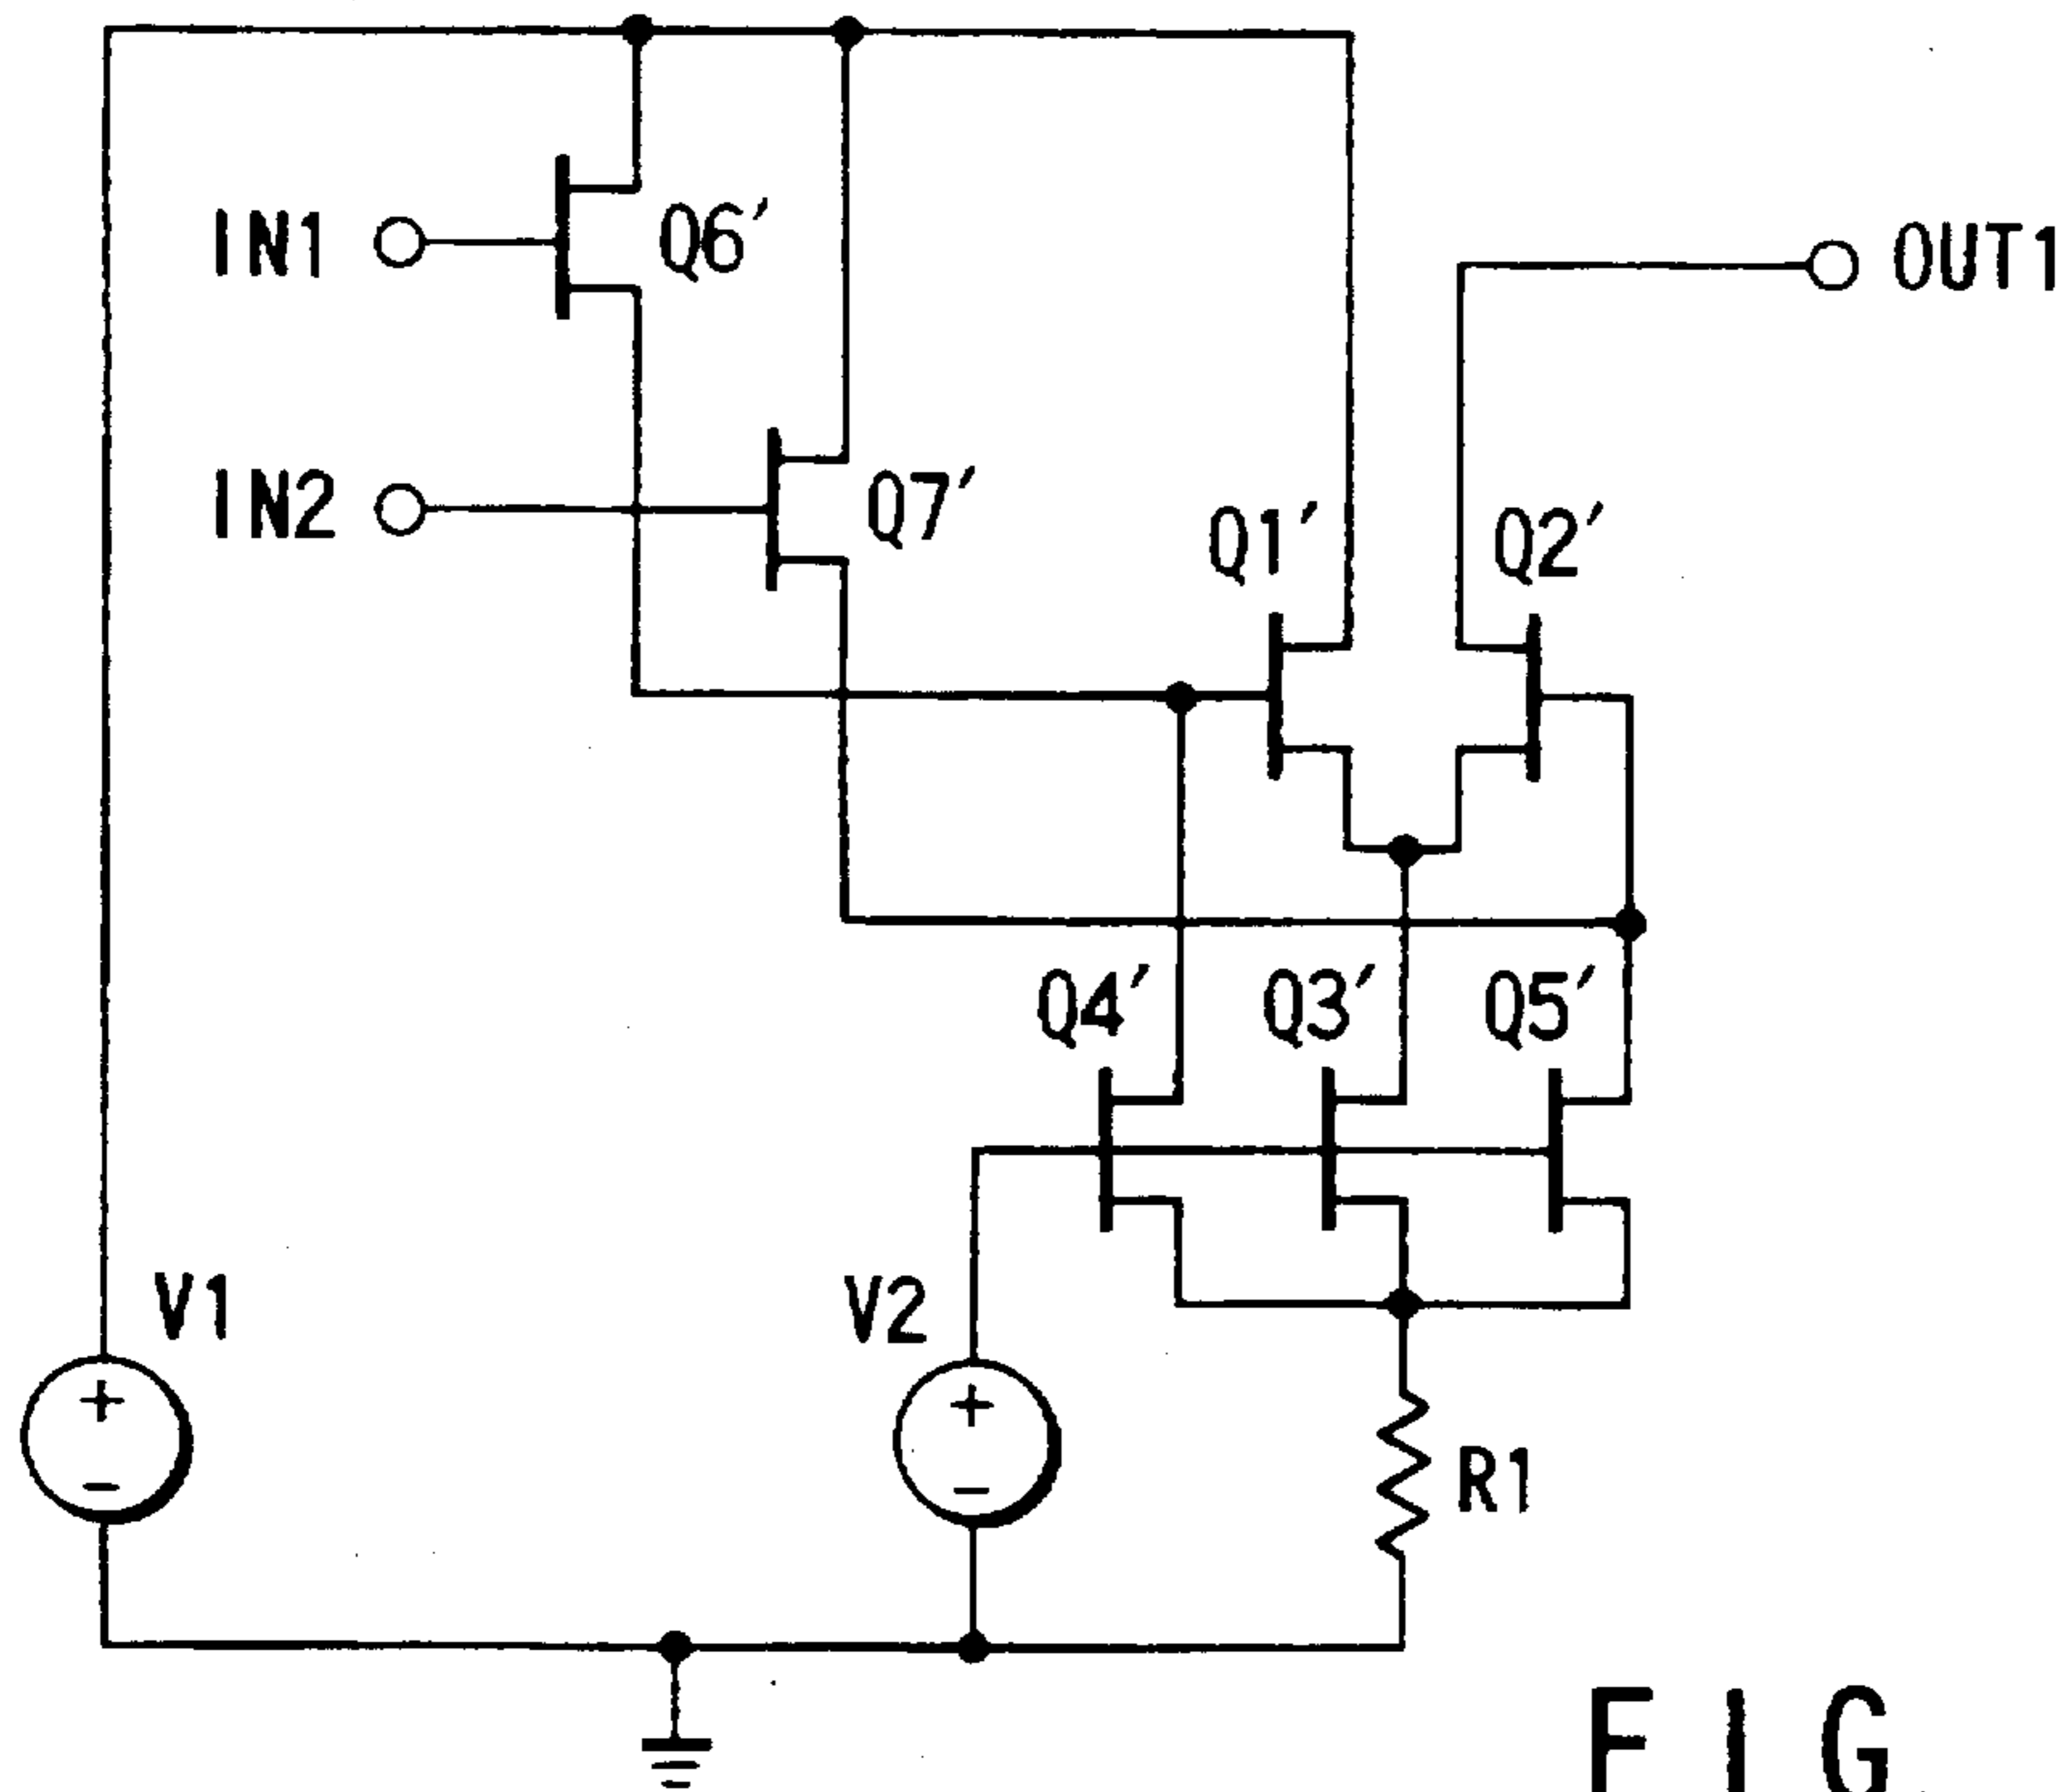 IN1
Q6'
OUT1
IN2
Q7'
Q1'
Q2'
Q4'
Q3'
Q5'
V1
+
−
V2
+
−
R1
FIG.